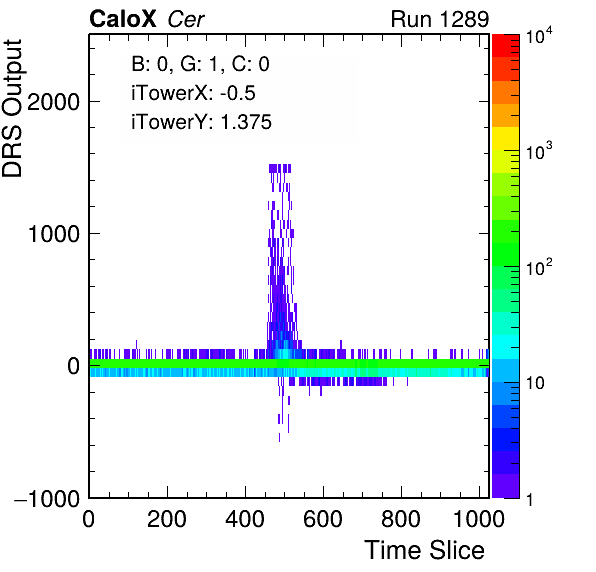 CaloX Cer Run 1289
B: 0, G: 1, C: 0
iTowerX: -0.5
iTowerY: 1.375
DRS Output
2000
1000
0
−1000
0 200 400 600 800 1000
Time Slice
10^4
10^3
10^2
10
1